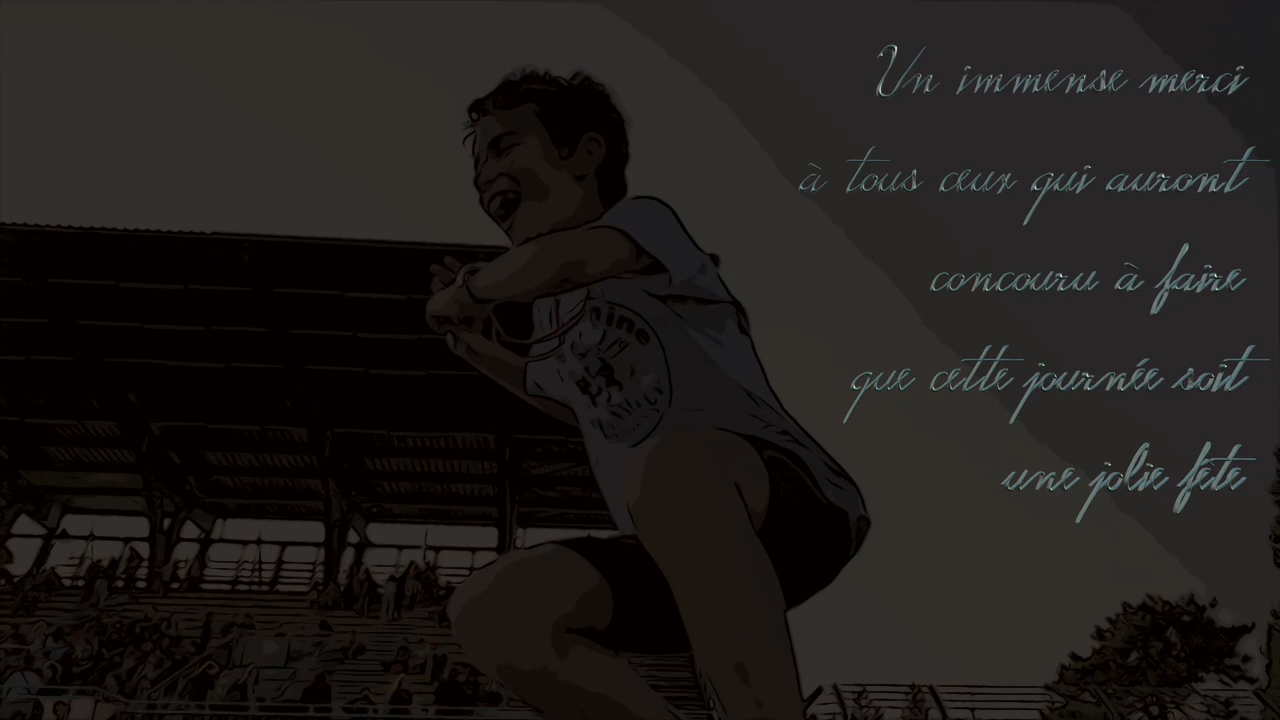 Un immense merci
à tous ceux qui auront
concouru à faire
que cette journée soit
une jolie fête